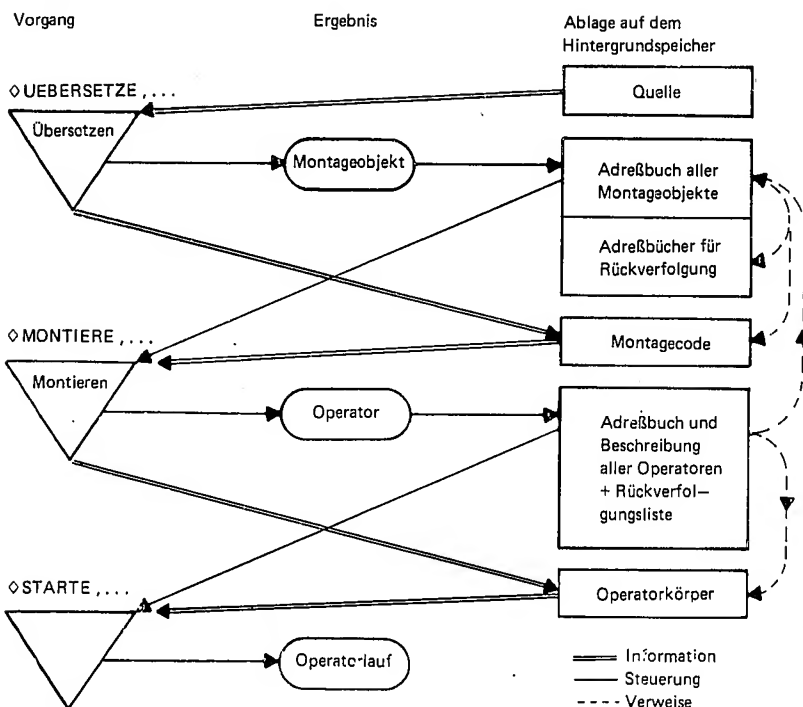 Vorgang
Ergebnis
Ablage auf dem
Hintergrundspeicher
◇UEBERSETZE,...
Quelle
Übersetzen
Montageobjekt
Adreßbuch aller
Montageobjekte
Adreßbücher für
Rückverfolgung
◇MONTIERE,...
Montagecode
Montieren
Operator
Adreßbuch und
Beschreibung
aller Operatoren
+ Rückverfol–
gungsliste
◇STARTE,...
Operatorkörper
Operatorlauf
Information
Steuerung
Verweise